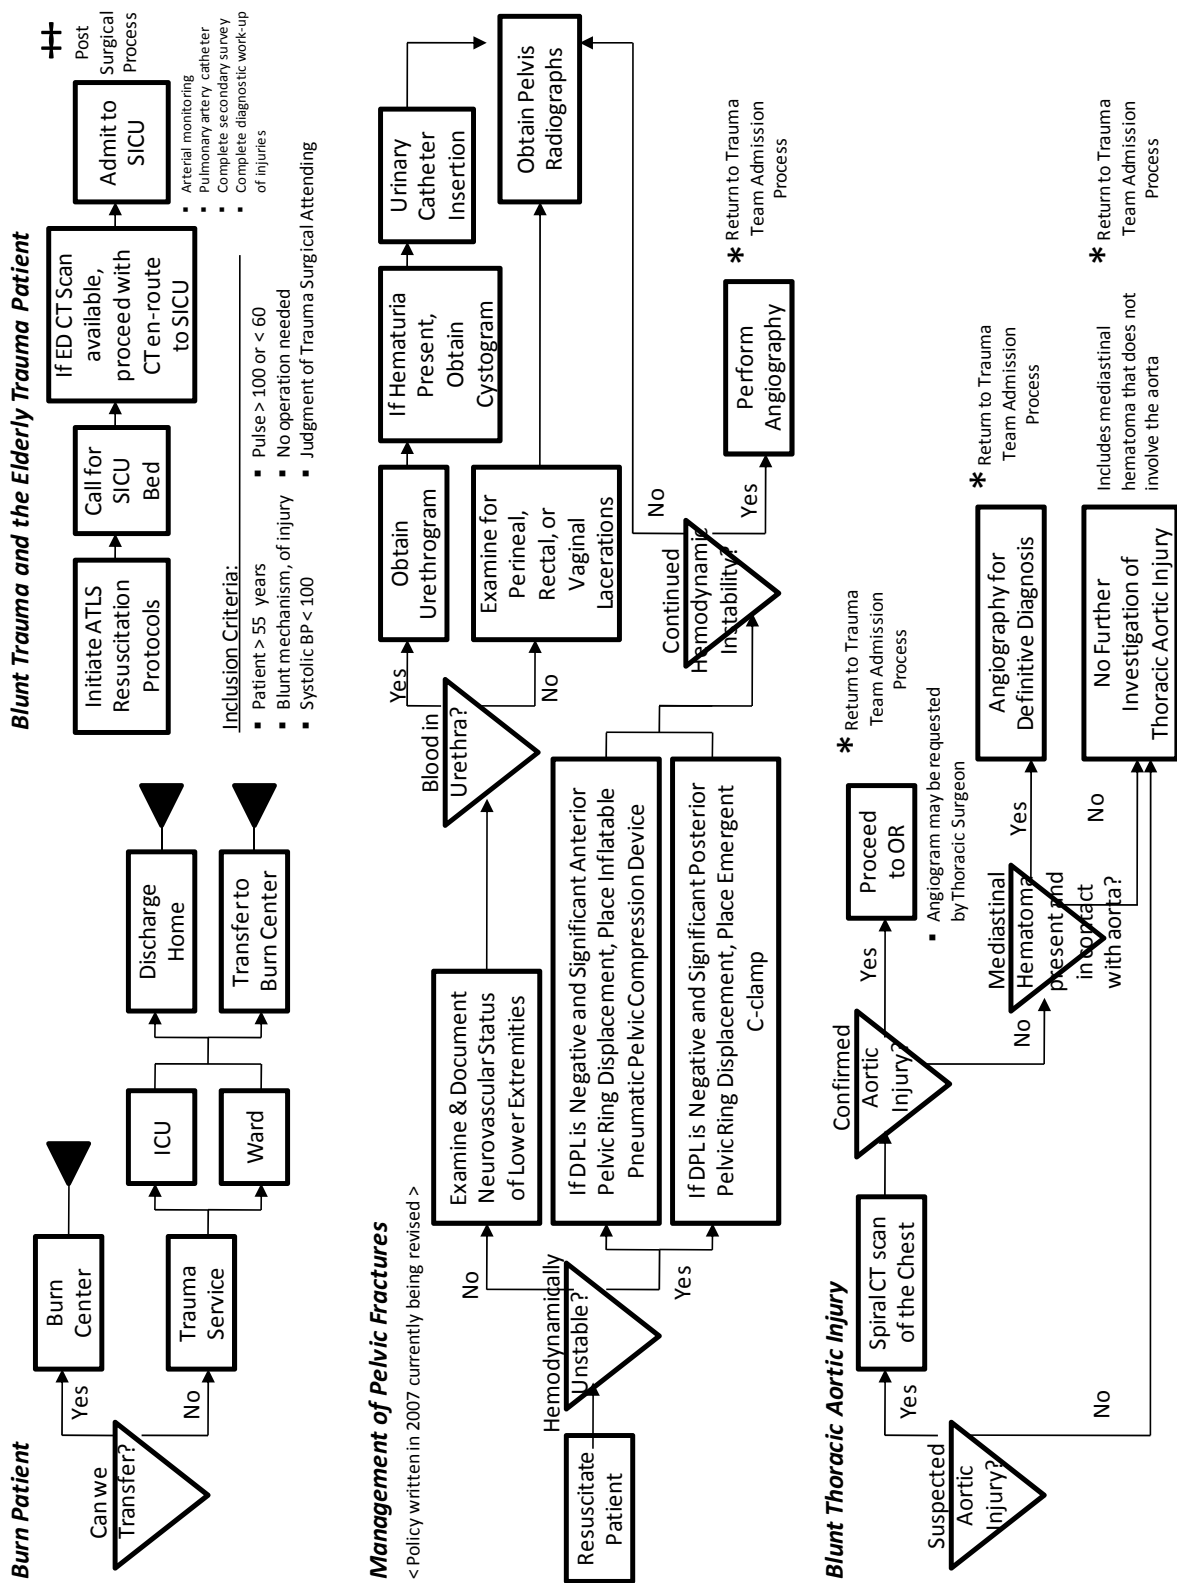 Burn Patient
Can we
Transfer?
Yes
No
Burn
Center
Trauma
Service
ICU
Ward
Discharge
Home
Transfer to
Burn Center
Blunt Trauma and the Elderly Trauma Patient
Initiate ATLS
Resuscitation
Protocols
Call for
SICU
Bed
If ED CT Scan
available,
proceed with
CT en-route
to SICU
Admit to
SICU
‡
Post
Surgical
Process
▪ Arterial monitoring
▪ Pulmonary artery catheter
▪ Complete secondary survey
▪ Complete diagnostic work-up
of injuries
Inclusion Criteria:
▪ Patient > 55 years
▪ Blunt mechanism, of injury
▪ Systolic BP < 100
▪ Pulse > 100 or < 60
▪ No operation needed
▪ Judgment of Trauma Surgical Attending
Management of Pelvic Fractures
< Policy written in 2007 currently being revised >
Resuscitate
Patient
Hemodynamically
Unstable?
No
Yes
Examine & Document
Neurovascular Status
of Lower Extremities
If DPL is Negative and Significant Anterior
Pelvic Ring Displacement, Place Inflatable
Pneumatic Pelvic Compression Device
If DPL is Negative and Significant Posterior
Pelvic Ring Displacement, Place Emergent
C-clamp
Blood in
Urethra?
Yes
No
Obtain
Urethrogram
Examine for
Perineal,
Rectal, or
Vaginal
Lacerations
If Hematuria
Present,
Obtain
Cystogram
Urinary
Catheter
Insertion
Obtain Pelvis
Radiographs
Continued
Hemodynamic
Instability?
No
Yes
Perform
Angiography
* Return to Trauma
Team Admission
Process
Blunt Thoracic Aortic Injury
Suspected
Aortic
Injury?
Yes
No
Spiral CT scan
of the Chest
Confirmed
Aortic
Injury?
Yes
No
Proceed
to OR
* Return to Trauma
Team Admission
Process
▪ Angiogram may be requested
by Thoracic Surgeon
Mediastinal
Hematoma
present and
in contact
with aorta?
Yes
No
Angiography for
Definitive Diagnosis
* Return to Trauma
Team Admission
Process
No Further
Investigation of
Thoracic Aortic Injury
Includes mediastinal
hematoma that does not
involve the aorta
* Return to Trauma
Team Admission
Process